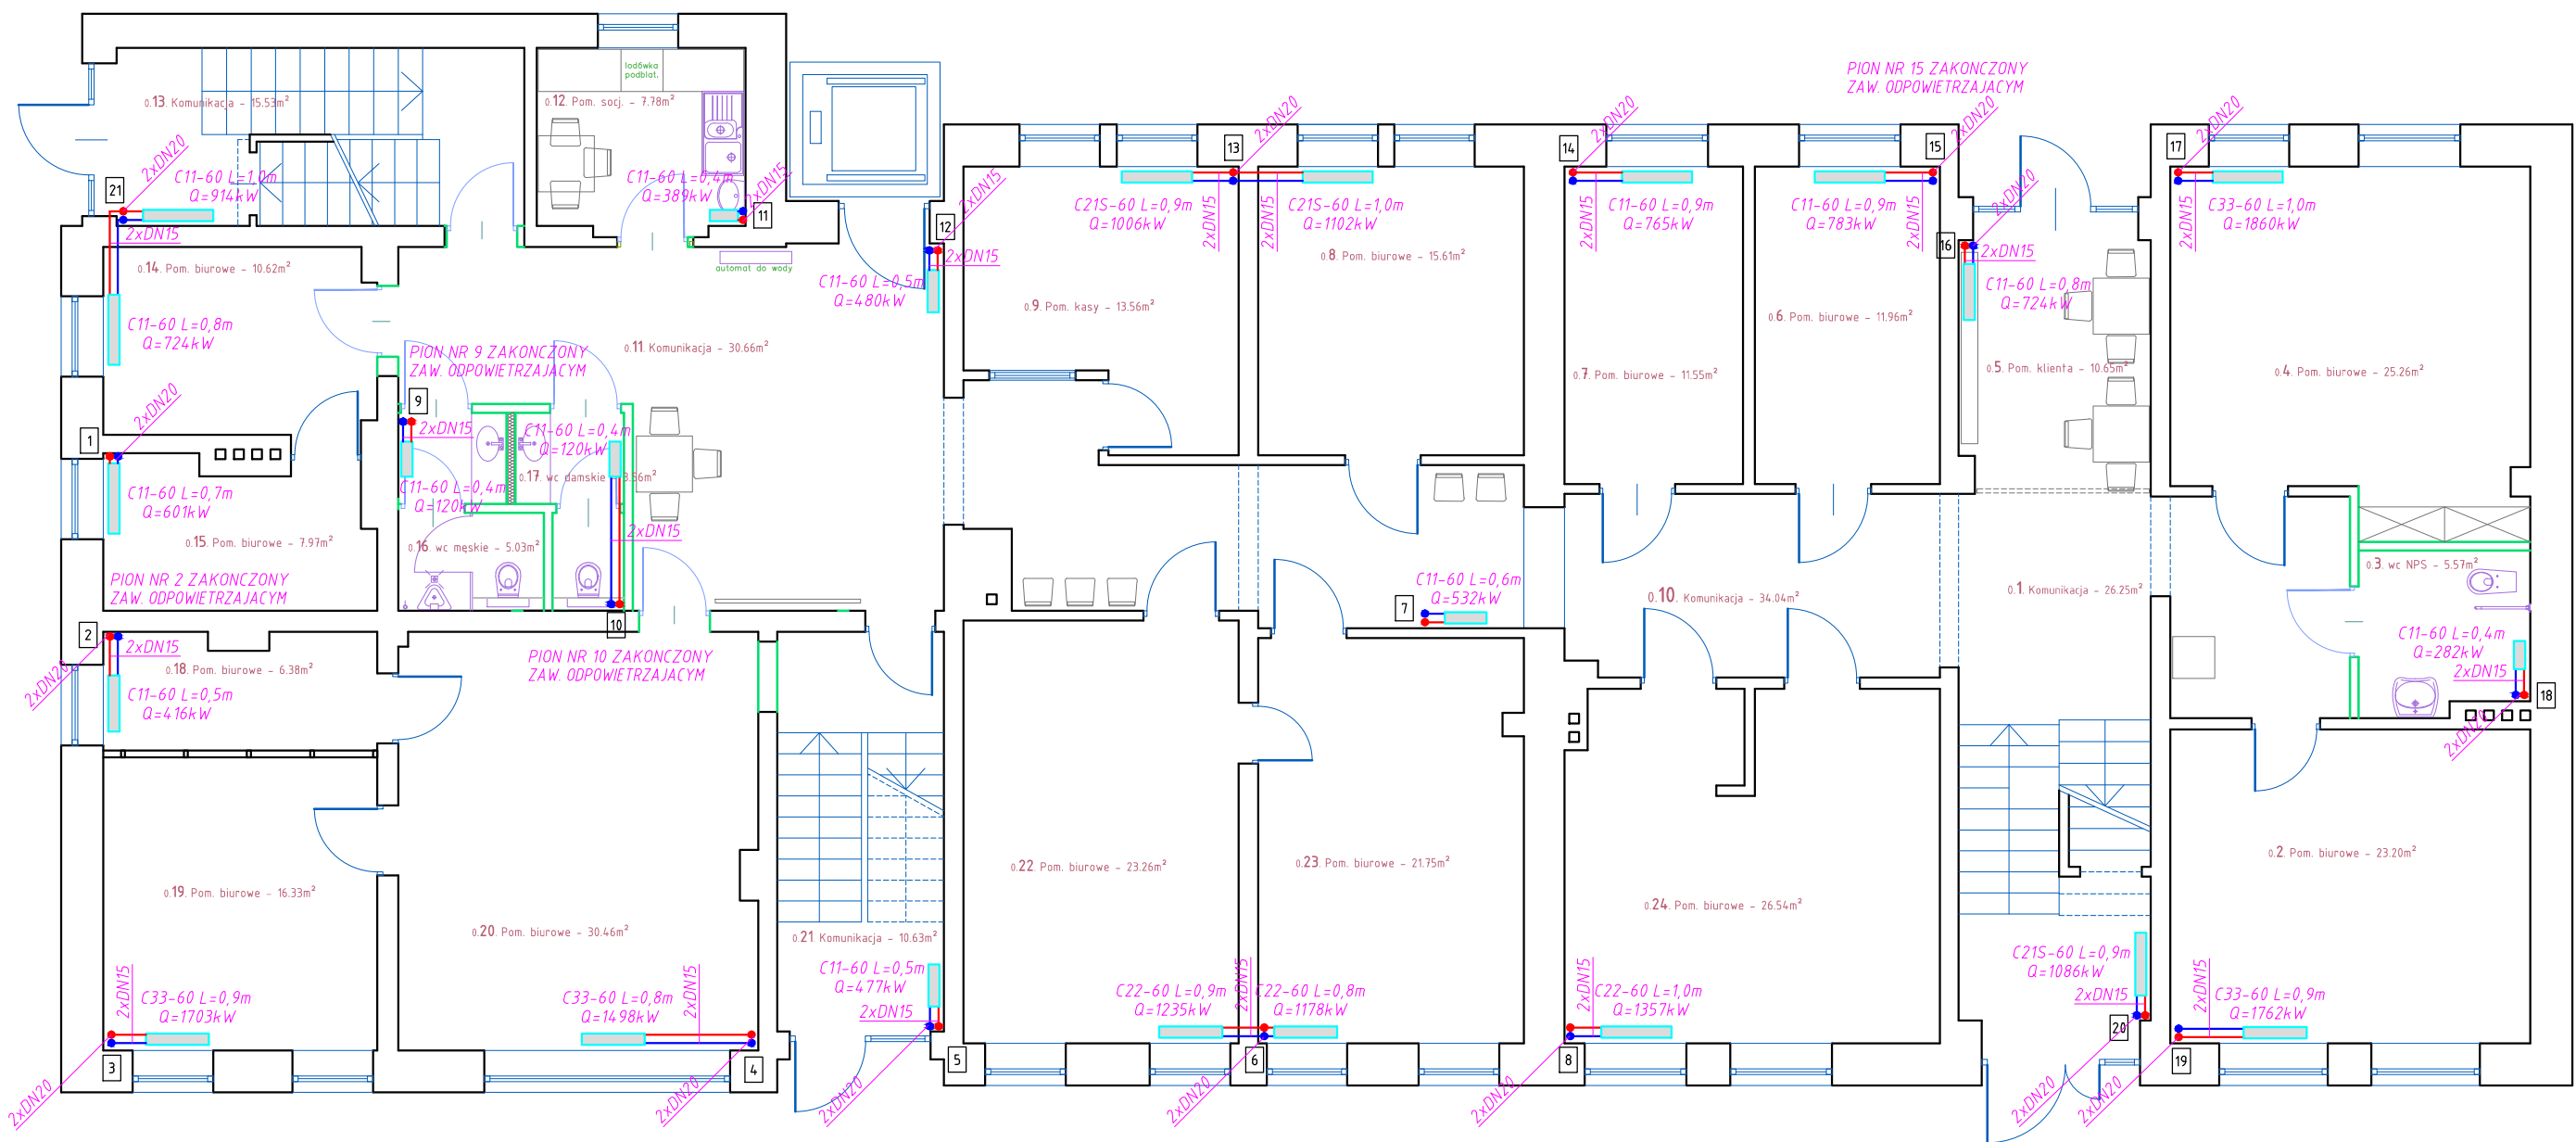 lodówka
podblat.
PION NR 15 ZAKONCZONY
ZAW. ODPOWIETRZAJACYM
0.13. Komunikacja - 15.53m²
0.12. Pom. socj. - 7.78m²
2xDN20
2xDN20
2xDN20
2xDN20
2xDN20
13
14
15
17
21
C11-60 L=1,0m
Q=914kW
C11-60 L=0,4m
Q=389kW
2xDN15
11
2xDN15
12
2xDN20
C21S-60 L=0,9m
Q=1006kW
2xDN15
2xDN15
C21S-60 L=1,0m
Q=1102kW
2xDN15
C11-60 L=0,9m
Q=765kW
C11-60 L=0,9m
Q=783kW
2xDN15
2xDN15
C33-60 L=1,0m
Q=1860kW
2xDN15
16
2xDN15
2xDN15
0.14. Pom. biurowe - 10.62m²
automat do wody
C11-60 L=0,5m
Q=480kW
0.8. Pom. biurowe - 15.61m²
C11-60 L=0,8m
Q=724kW
0.9. Pom. kasy - 13.56m²
0.6. Pom. biurowe - 11.96m²
C11-60 L=0,8m
Q=724kW
0.11. Komunikacja - 30.66m²
PION NR 9 ZAKONCZONY
ZAW. ODPOWIETRZAJACYM
0.7. Pom. biurowe - 11.55m²
0.5. Pom. klienta - 10.65m²
0.4. Pom. biurowe - 25.26m²
2xDN20
9
2xDN15
1
C11-60 L=0,4m
Q=120kW
0.17. wc damskie - 3.56m²
C11-60 L=0,7m
Q=601kW
C11-60 L=0,4m
Q=120kW
2xDN15
0.15. Pom. biurowe - 7.97m²
0.16. wc męskie - 5.03m²
0.3. wc NPS - 5.57m²
PION NR 2 ZAKONCZONY
ZAW. ODPOWIETRZAJACYM
C11-60 L=0,6m
Q=532kW
7
0.10. Komunikacja - 34.04m²
0.1. Komunikacja - 26.25m²
10
2
2xDN15
2xDN20
0.18. Pom. biurowe - 6.38m²
PION NR 10 ZAKONCZONY
ZAW. ODPOWIETRZAJACYM
C11-60 L=0,4m
Q=282kW
2xDN15
18
2xDN20
C11-60 L=0,5m
Q=416kW
0.22. Pom. biurowe - 23.26m²
0.23. Pom. biurowe - 21.75m²
0.2. Pom. biurowe - 23.20m²
0.19. Pom. biurowe - 16.33m²
0.24. Pom. biurowe - 26.54m²
0.20. Pom. biurowe - 30.46m²
0.21. Komunikacja - 10.63m²
2xDN15
C33-60 L=0,9m
Q=1703kW
C33-60 L=0,8m
Q=1498kW
2xDN15
C11-60 L=0,5m
Q=477kW
2xDN15
C22-60 L=0,9m
Q=1235kW
2xDN15
C22-60 L=0,8m
Q=1178kW
2xDN15
C22-60 L=1,0m
Q=1357kW
C21S-60 L=0,9m
Q=1086kW
2xDN15
2xDN15
C33-60 L=0,9m
Q=1762kW
20
3
4
5
6
8
19
2xDN20
2xDN20
2xDN20
2xDN20
2xDN20
2xDN20
2xDN20